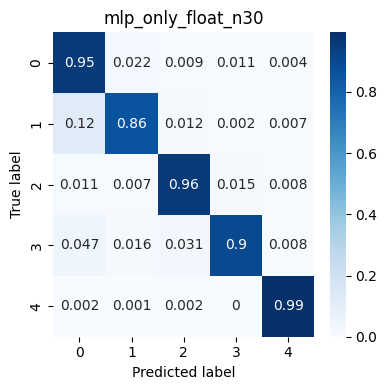 mlp_only_float_n30
0 0.95 0.022 0.009 0.011 0.004
1 0.12 0.86 0.012 0.002 0.007
2 0.011 0.007 0.96 0.015 0.008
3 0.047 0.016 0.031 0.9 0.008
4 0.002 0.001 0.002 0 0.99
0 1 2 3 4
Predicted label
True label
0.8
0.6
0.4
0.2
0.0